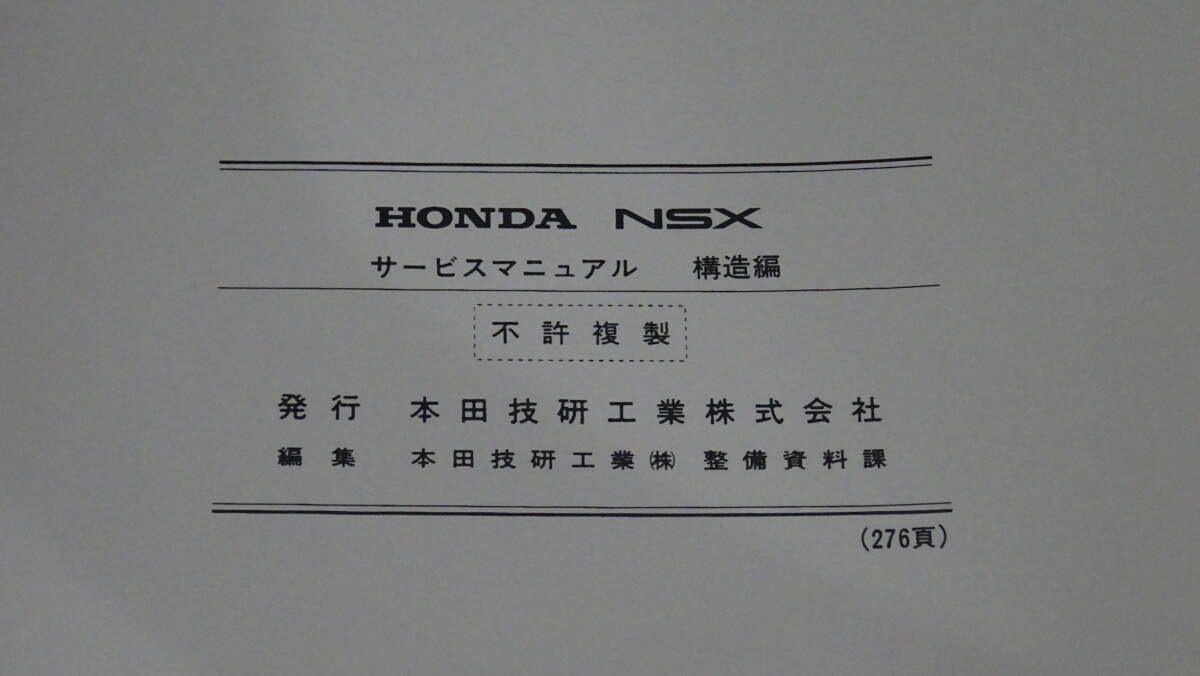 HONDA NSX
サービスマニュアル 構造編
不許複製
発行 本田技研工業株式会社
編集 本田技研工業㈱ 整備資料課
(276頁)